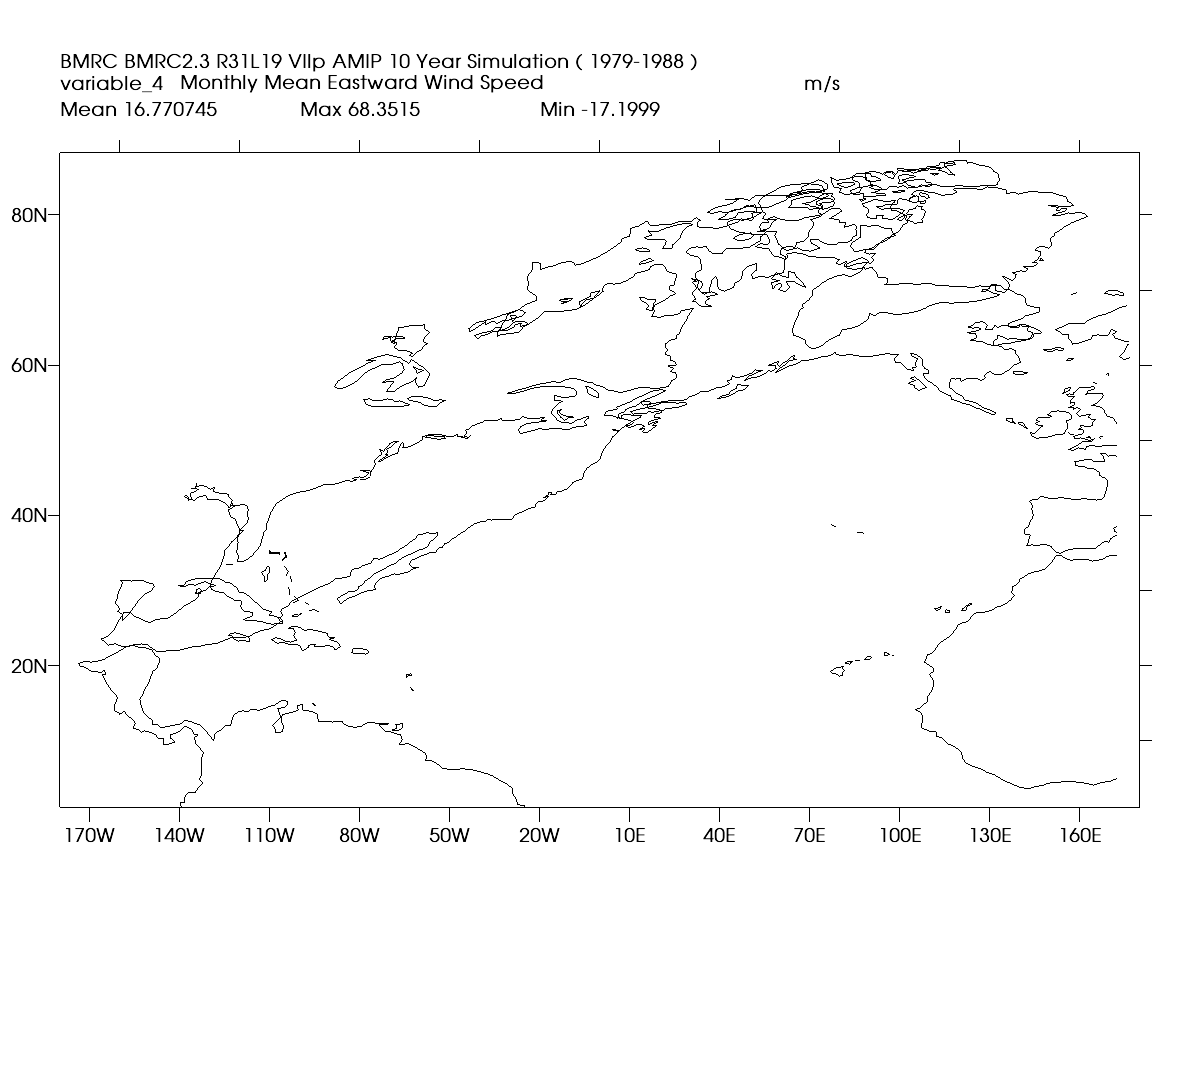 BMRC BMRC2.3 R31L19 VIIp AMIP 10 Year Simulation ( 1979-1988 )
variable_4 Monthly Mean Eastward Wind Speed m/s
Mean 16.770745 Max 68.3515 Min -17.1999
80N
60N
40N
20N
170W 140W 110W 80W 50W 20W 10E 40E 70E 100E 130E 160E